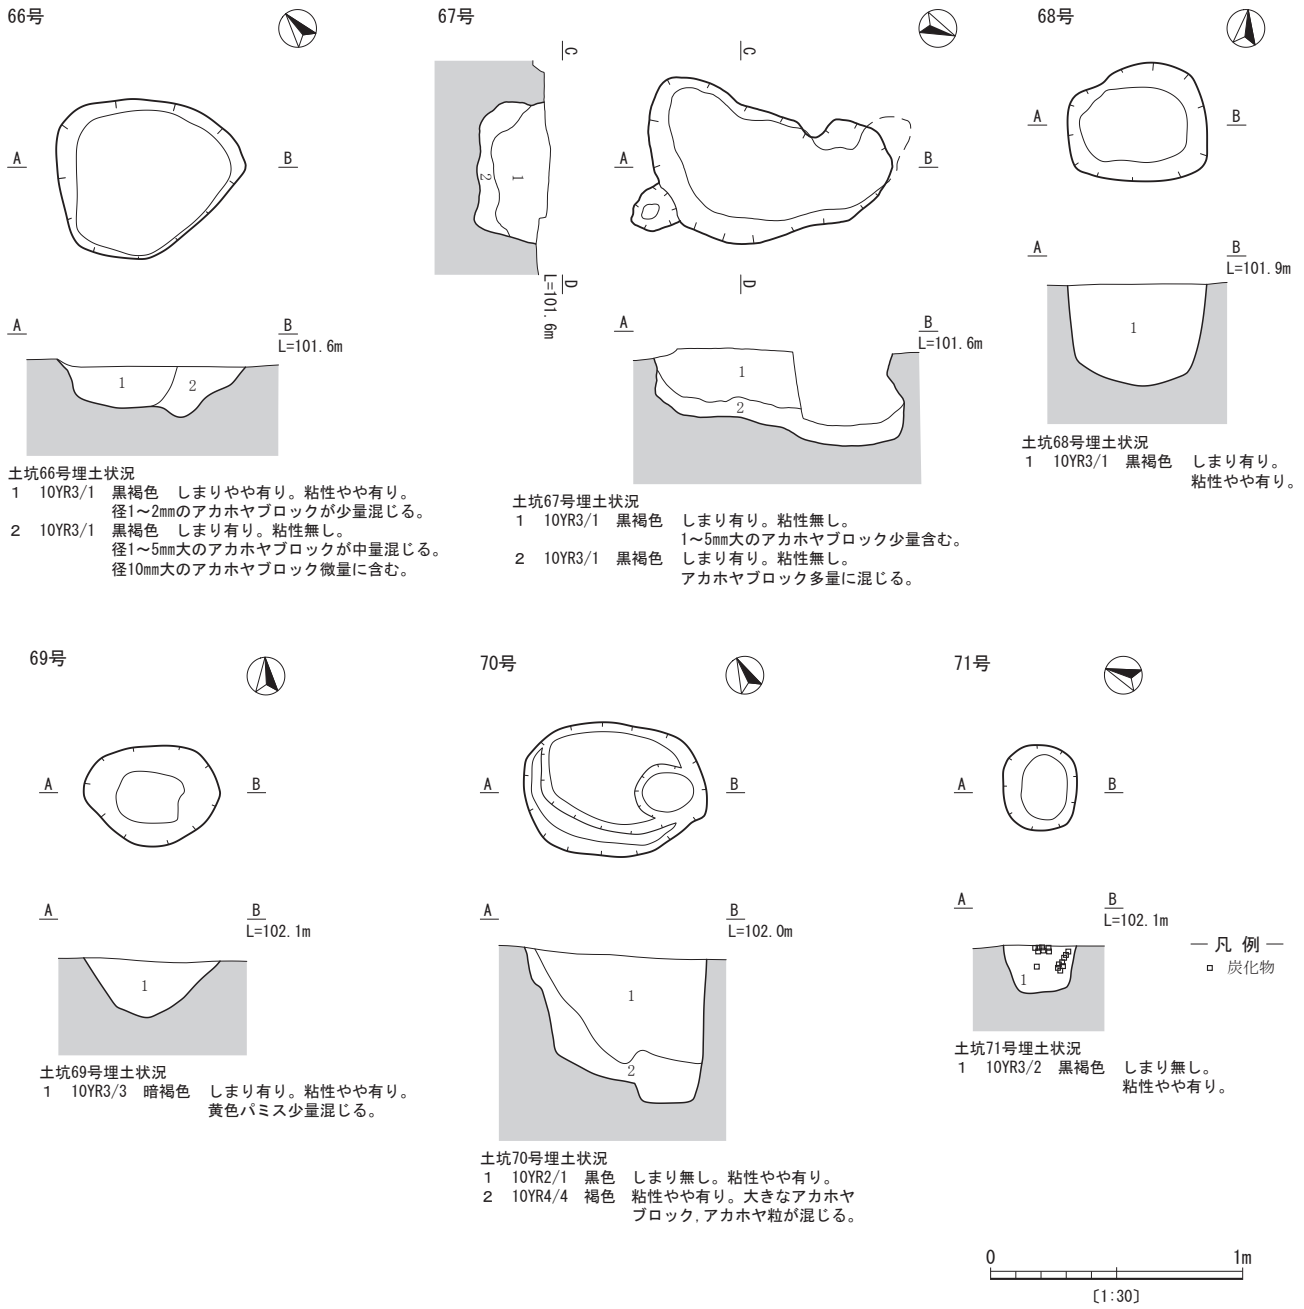 66号
A
B
A
B
L=101.6m
1
2
土坑66号埋土状況
1 10YR3/1 黒褐色 しまりやや有り。粘性やや有り。
径1～2mmのアカホヤブロックが少量混じる。
2 10YR3/1 黒褐色 しまり有り。粘性無し。
径1～5mm大のアカホヤブロックが中量混じる。
径10mm大のアカホヤブロック微量に含む。
67号
C
C
1
2
D
D
L=101.6m
A
B
A
B
L=101.6m
1
2
土坑67号埋土状況
1 10YR3/1 黒褐色 しまり有り。粘性無し。
1～5mm大のアカホヤブロック少量含む。
2 10YR3/1 黒褐色 しまり有り。粘性無し。
アカホヤブロック多量に混じる。
68号
A
B
A
B
L=101.9m
1
土坑68号埋土状況
1 10YR3/1 黒褐色 しまり有り。
粘性やや有り。
69号
A
B
A
B
L=102.1m
1
土坑69号埋土状況
1 10YR3/3 暗褐色 しまり有り。粘性やや有り。
黄色パミス少量混じる。
70号
A
B
A
B
L=102.0m
1
2
土坑70号埋土状況
1 10YR2/1 黒色 しまり無し。粘性やや有り。
2 10YR4/4 褐色 粘性やや有り。大きなアカホヤ
ブロック,アカホヤ粒が混じる。
71号
A
B
A
B
L=102.1m
1
土坑71号埋土状況
1 10YR3/2 黒褐色 しまり無し。
粘性やや有り。
― 凡 例 ―
□ 炭化物
0 1m
〔1:30〕